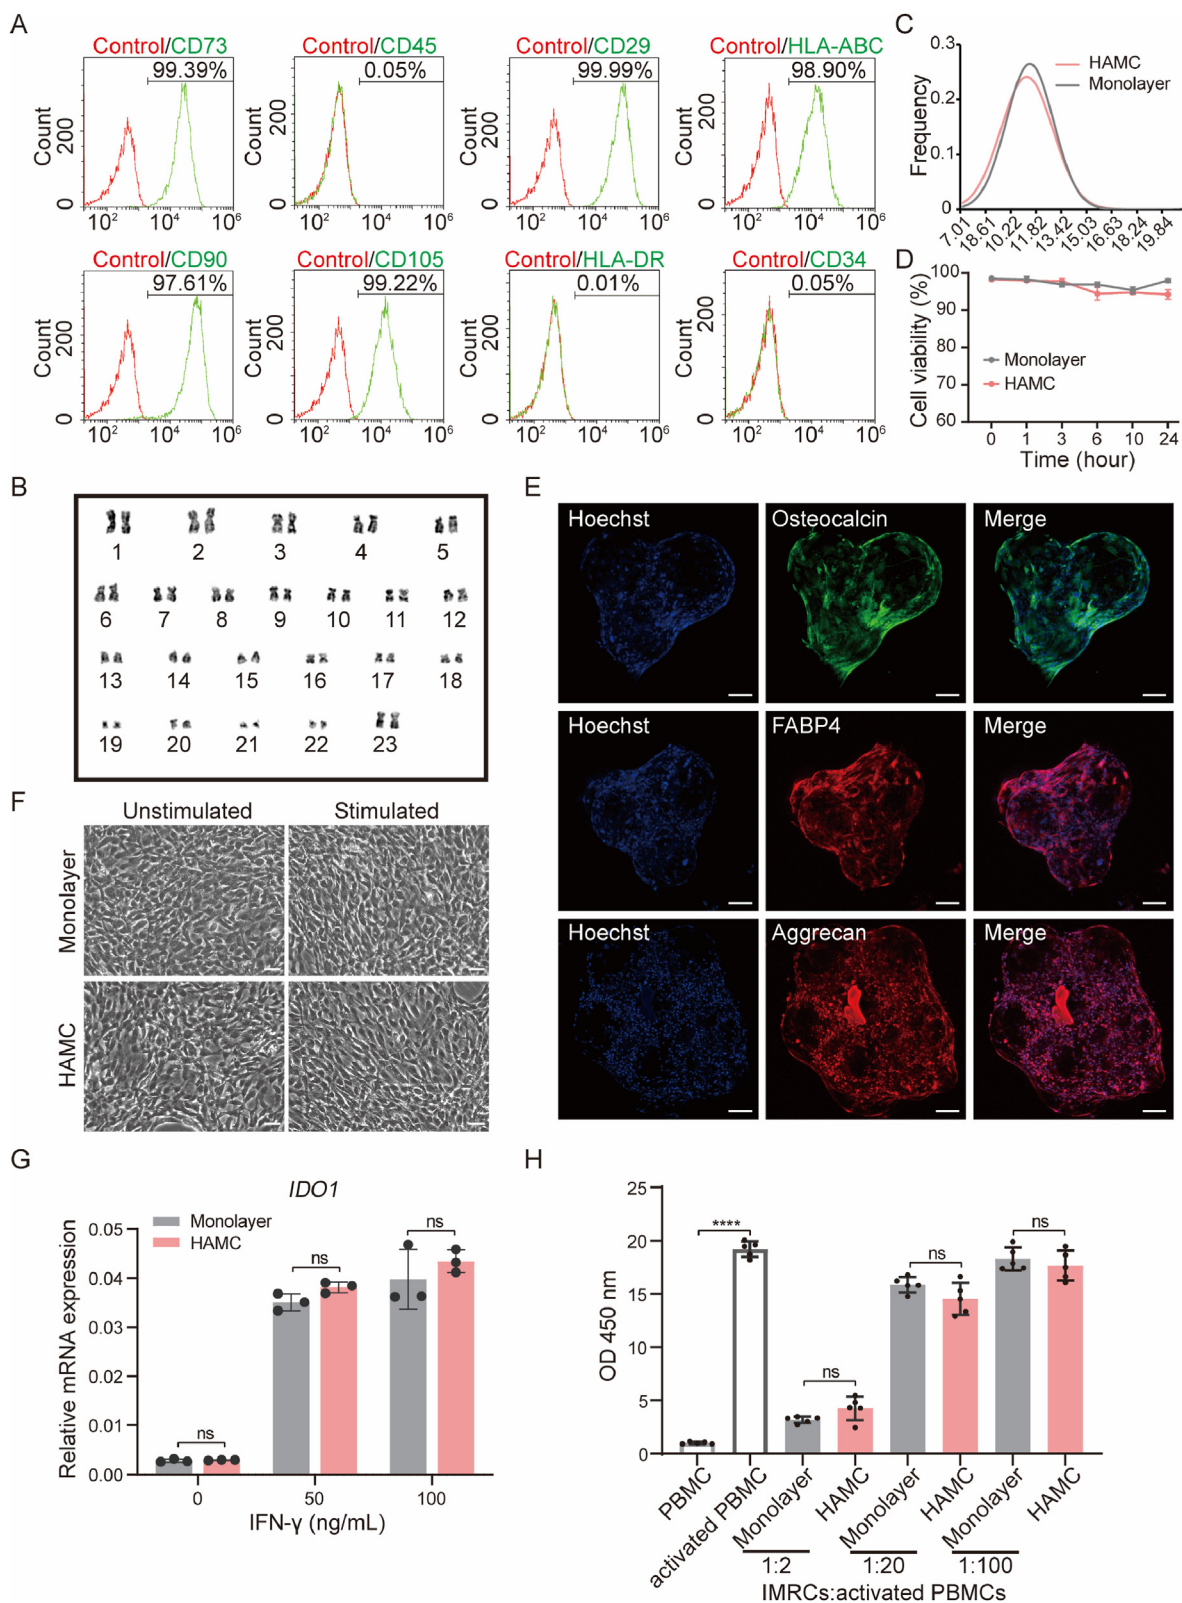 A
Control/CD73
99.39%
Count
200
0
10² 10⁴ 10⁶
Control/CD45
0.05%
Count
200
0
10² 10⁴ 10⁶
Control/CD29
99.99%
Count
200
0
10² 10⁴ 10⁶
Control/HLA-ABC
98.90%
Count
200
0
10² 10⁴ 10⁶
Control/CD90
97.61%
Count
200
0
10² 10⁴ 10⁶
Control/CD105
99.22%
Count
200
0
10² 10⁴ 10⁶
Control/HLA-DR
0.01%
Count
200
0
10² 10⁴ 10⁶
Control/CD34
0.05%
Count
200
0
10² 10⁴ 10⁶
C
Frequency
0.3
0.2
0.1
0
HAMC
Monolayer
7.01 18.61 10.22 11.82 13.42 15.03 16.63 18.24 19.84
D
Cell viability (%)
100
90
80
70
60
Monolayer
HAMC
0 1 3 6 10 24
Time (hour)
B
1 2 3 4 5
6 7 8 9 10 11 12
13 14 15 16 17 18
19 20 21 22 23
E
Hoechst Osteocalcin Merge
Hoechst FABP4 Merge
Hoechst Aggrecan Merge
F
Unstimulated Stimulated
Monolayer
HAMC
G
IDO1
Relative mRNA expression
0.05
0.04
0.03
0.02
0.01
0.00
Monolayer
HAMC
ns
ns
ns
0 50 100
IFN-γ (ng/mL)
H
OD 450 nm
25
20
15
10
5
0
****
ns
ns
ns
PBMC
activated PBMC
Monolayer
HAMC
Monolayer
HAMC
Monolayer
HAMC
1:2 1:20 1:100
IMRCs:activated PBMCs